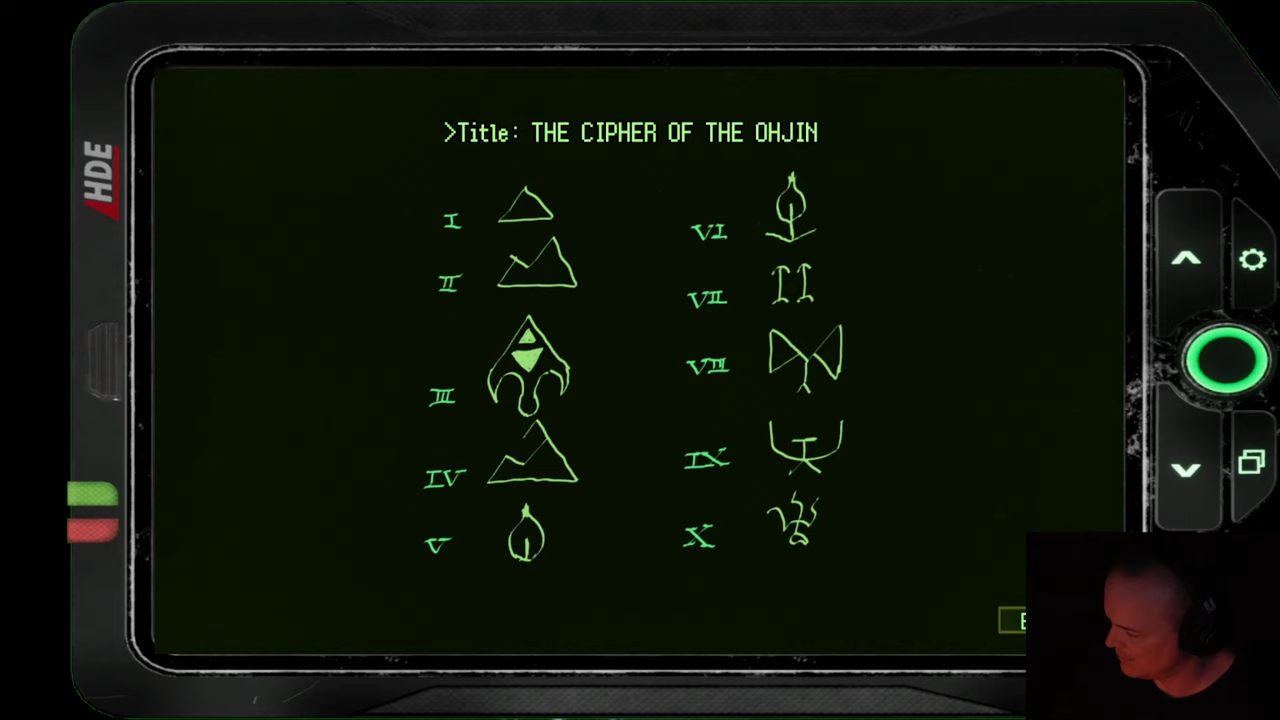 >Title: THE CIPHER OF THE OHJIN
HDE
I
II
III
IV
V
VI
VII
VIII
IX
X